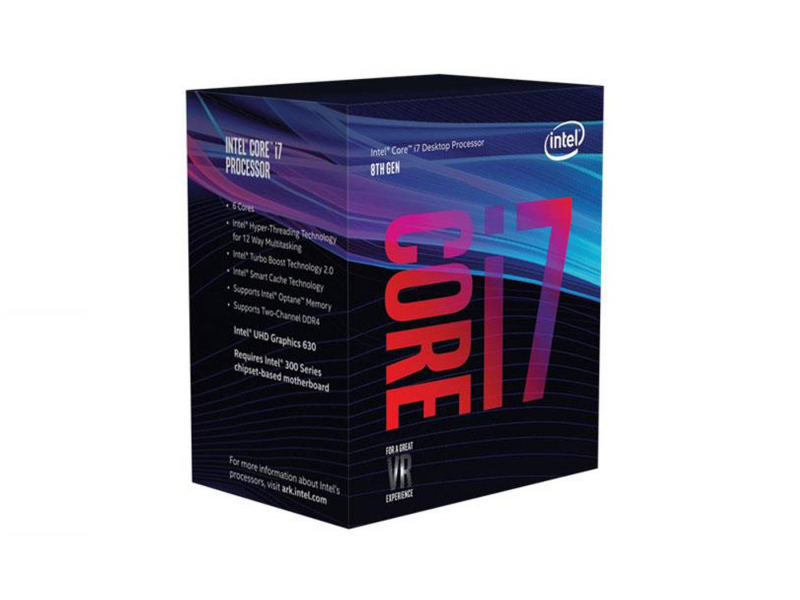 INTEL® CORE™ i7
PROCESSOR
• 6 Cores
• Intel® Hyper-Threading Technology
for 12 Way Multitasking
• Intel® Turbo Boost Technology 2.0
• Intel® Smart Cache Technology
• Supports Intel® Optane™ Memory
• Supports Two-Channel DDR4
Intel® UHD Graphics 630
Requires Intel® 300 Series
chipset-based motherboard
For more information about Intel's
processors, visit ark.intel.com
Intel® Core™ i7 Desktop Processor
8TH GEN
intel
CORE i7
FOR A GREAT
VR
EXPERIENCE